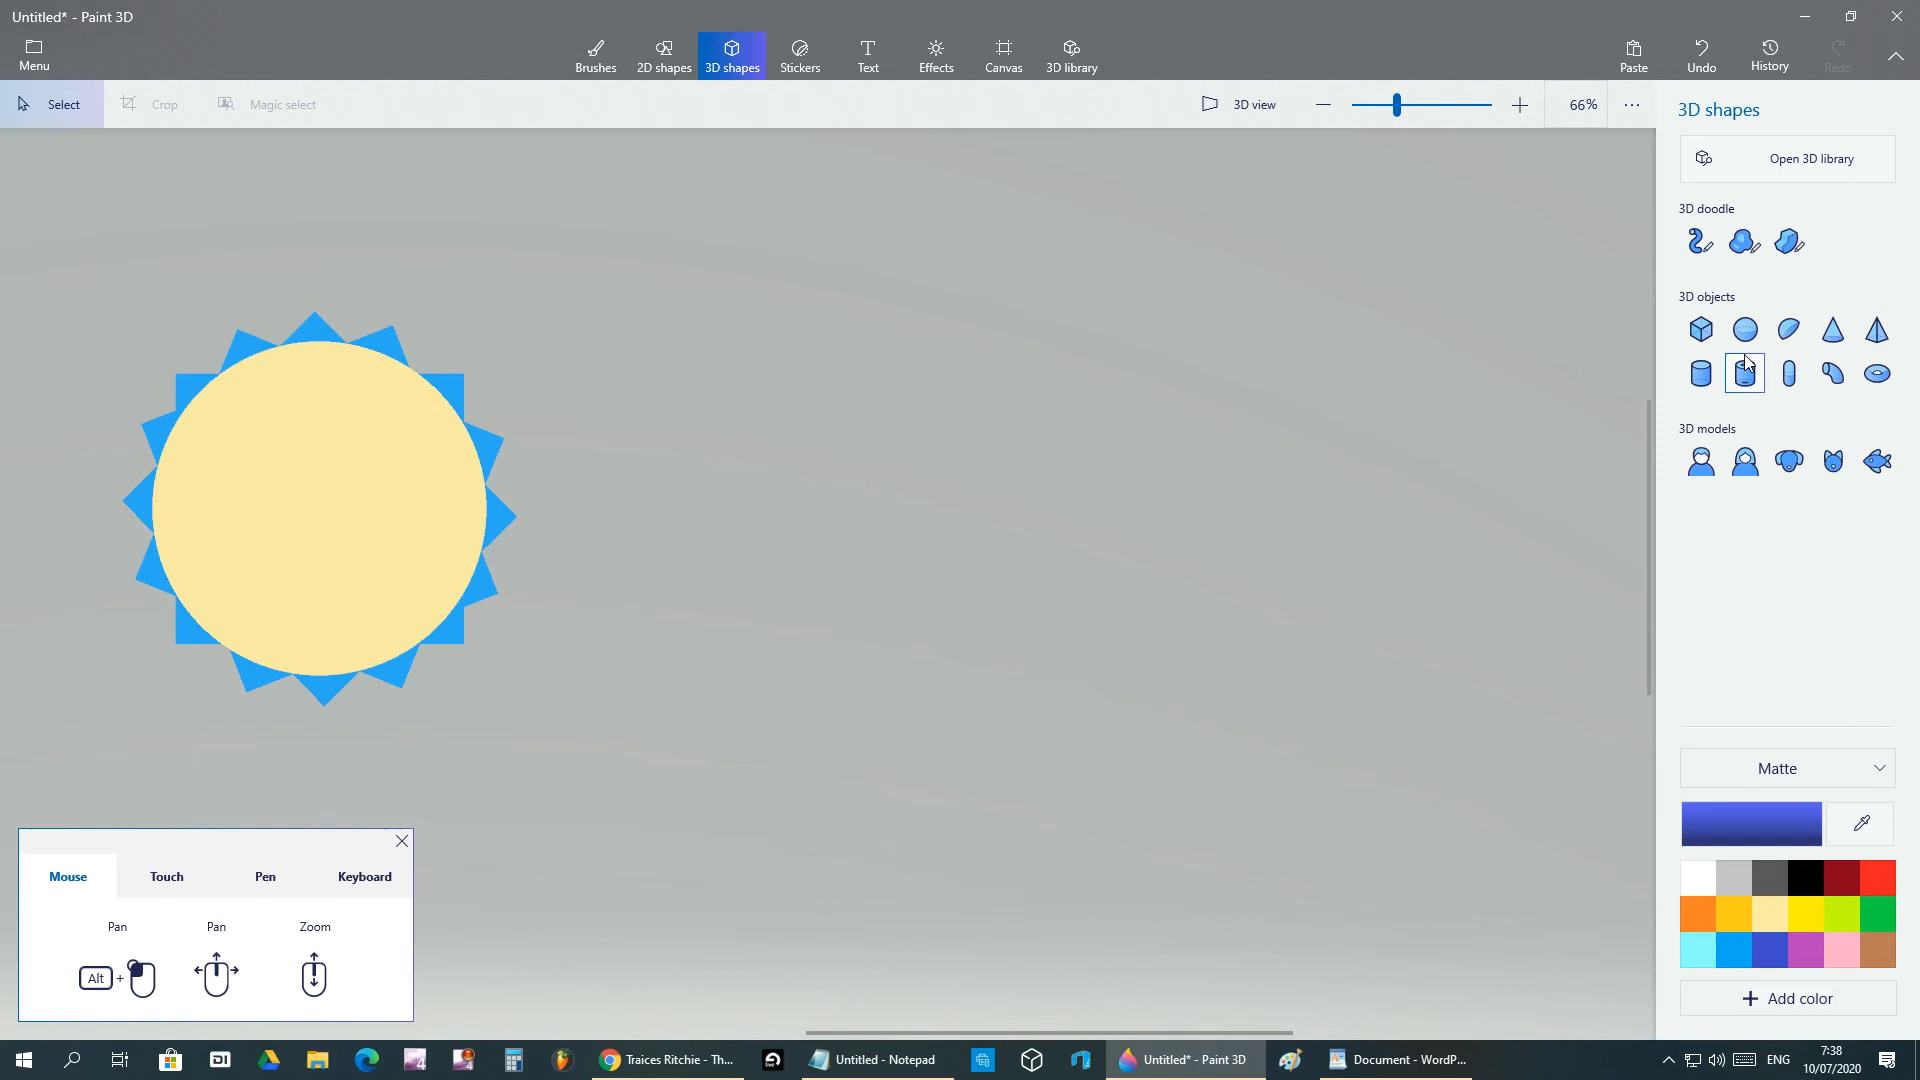 Untitled* - Paint 3D
Menu
Brushes
2D shapes
3D shapes
Stickers
Text
Effects
Canvas
3D library
Paste
Undo
History
Redo
Select
Crop
Magic select
3D view
66%
3D shapes
Open 3D library
3D doodle
3D objects
3D models
Matte
Add color
Mouse
Touch
Pen
Keyboard
Pan
Pan
Zoom
Alt +
DI
Traices Ritchie - Th...
Untitled - Notepad
Untitled* - Paint 3D
Document - WordP...
ENG
7:38
10/07/2020